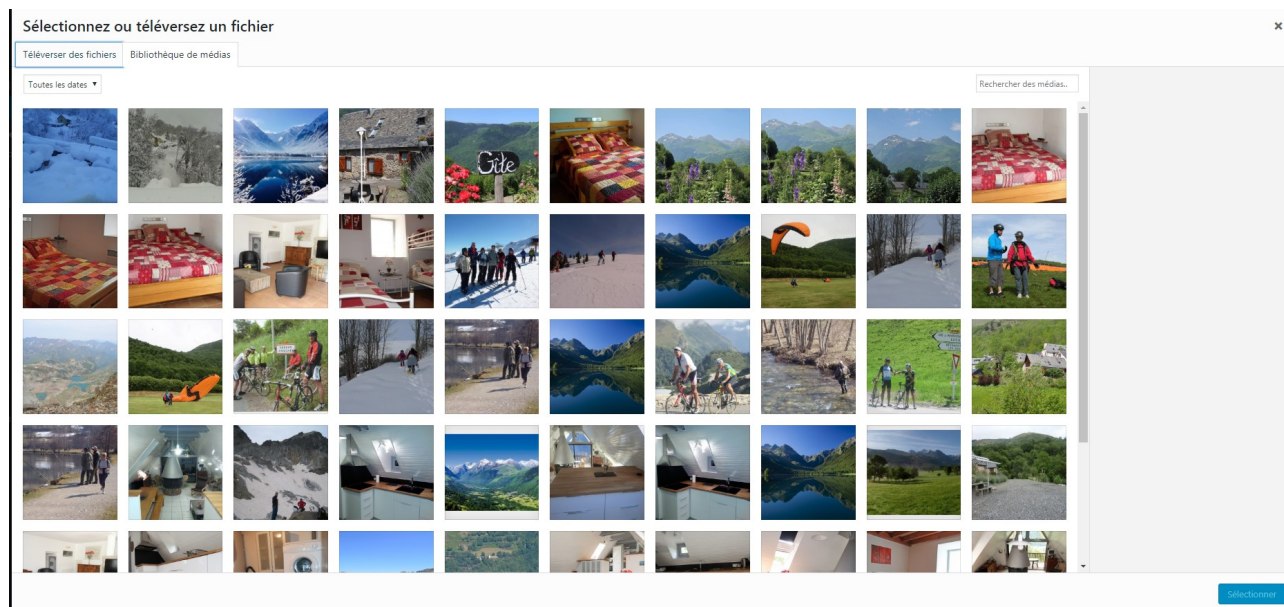 Sélectionnez ou téléversez un fichier
×
Téléverser des fichiers
Bibliothèque de médias
Toutes les dates ▼
Rechercher des médias..
Gîte
Sélectionner